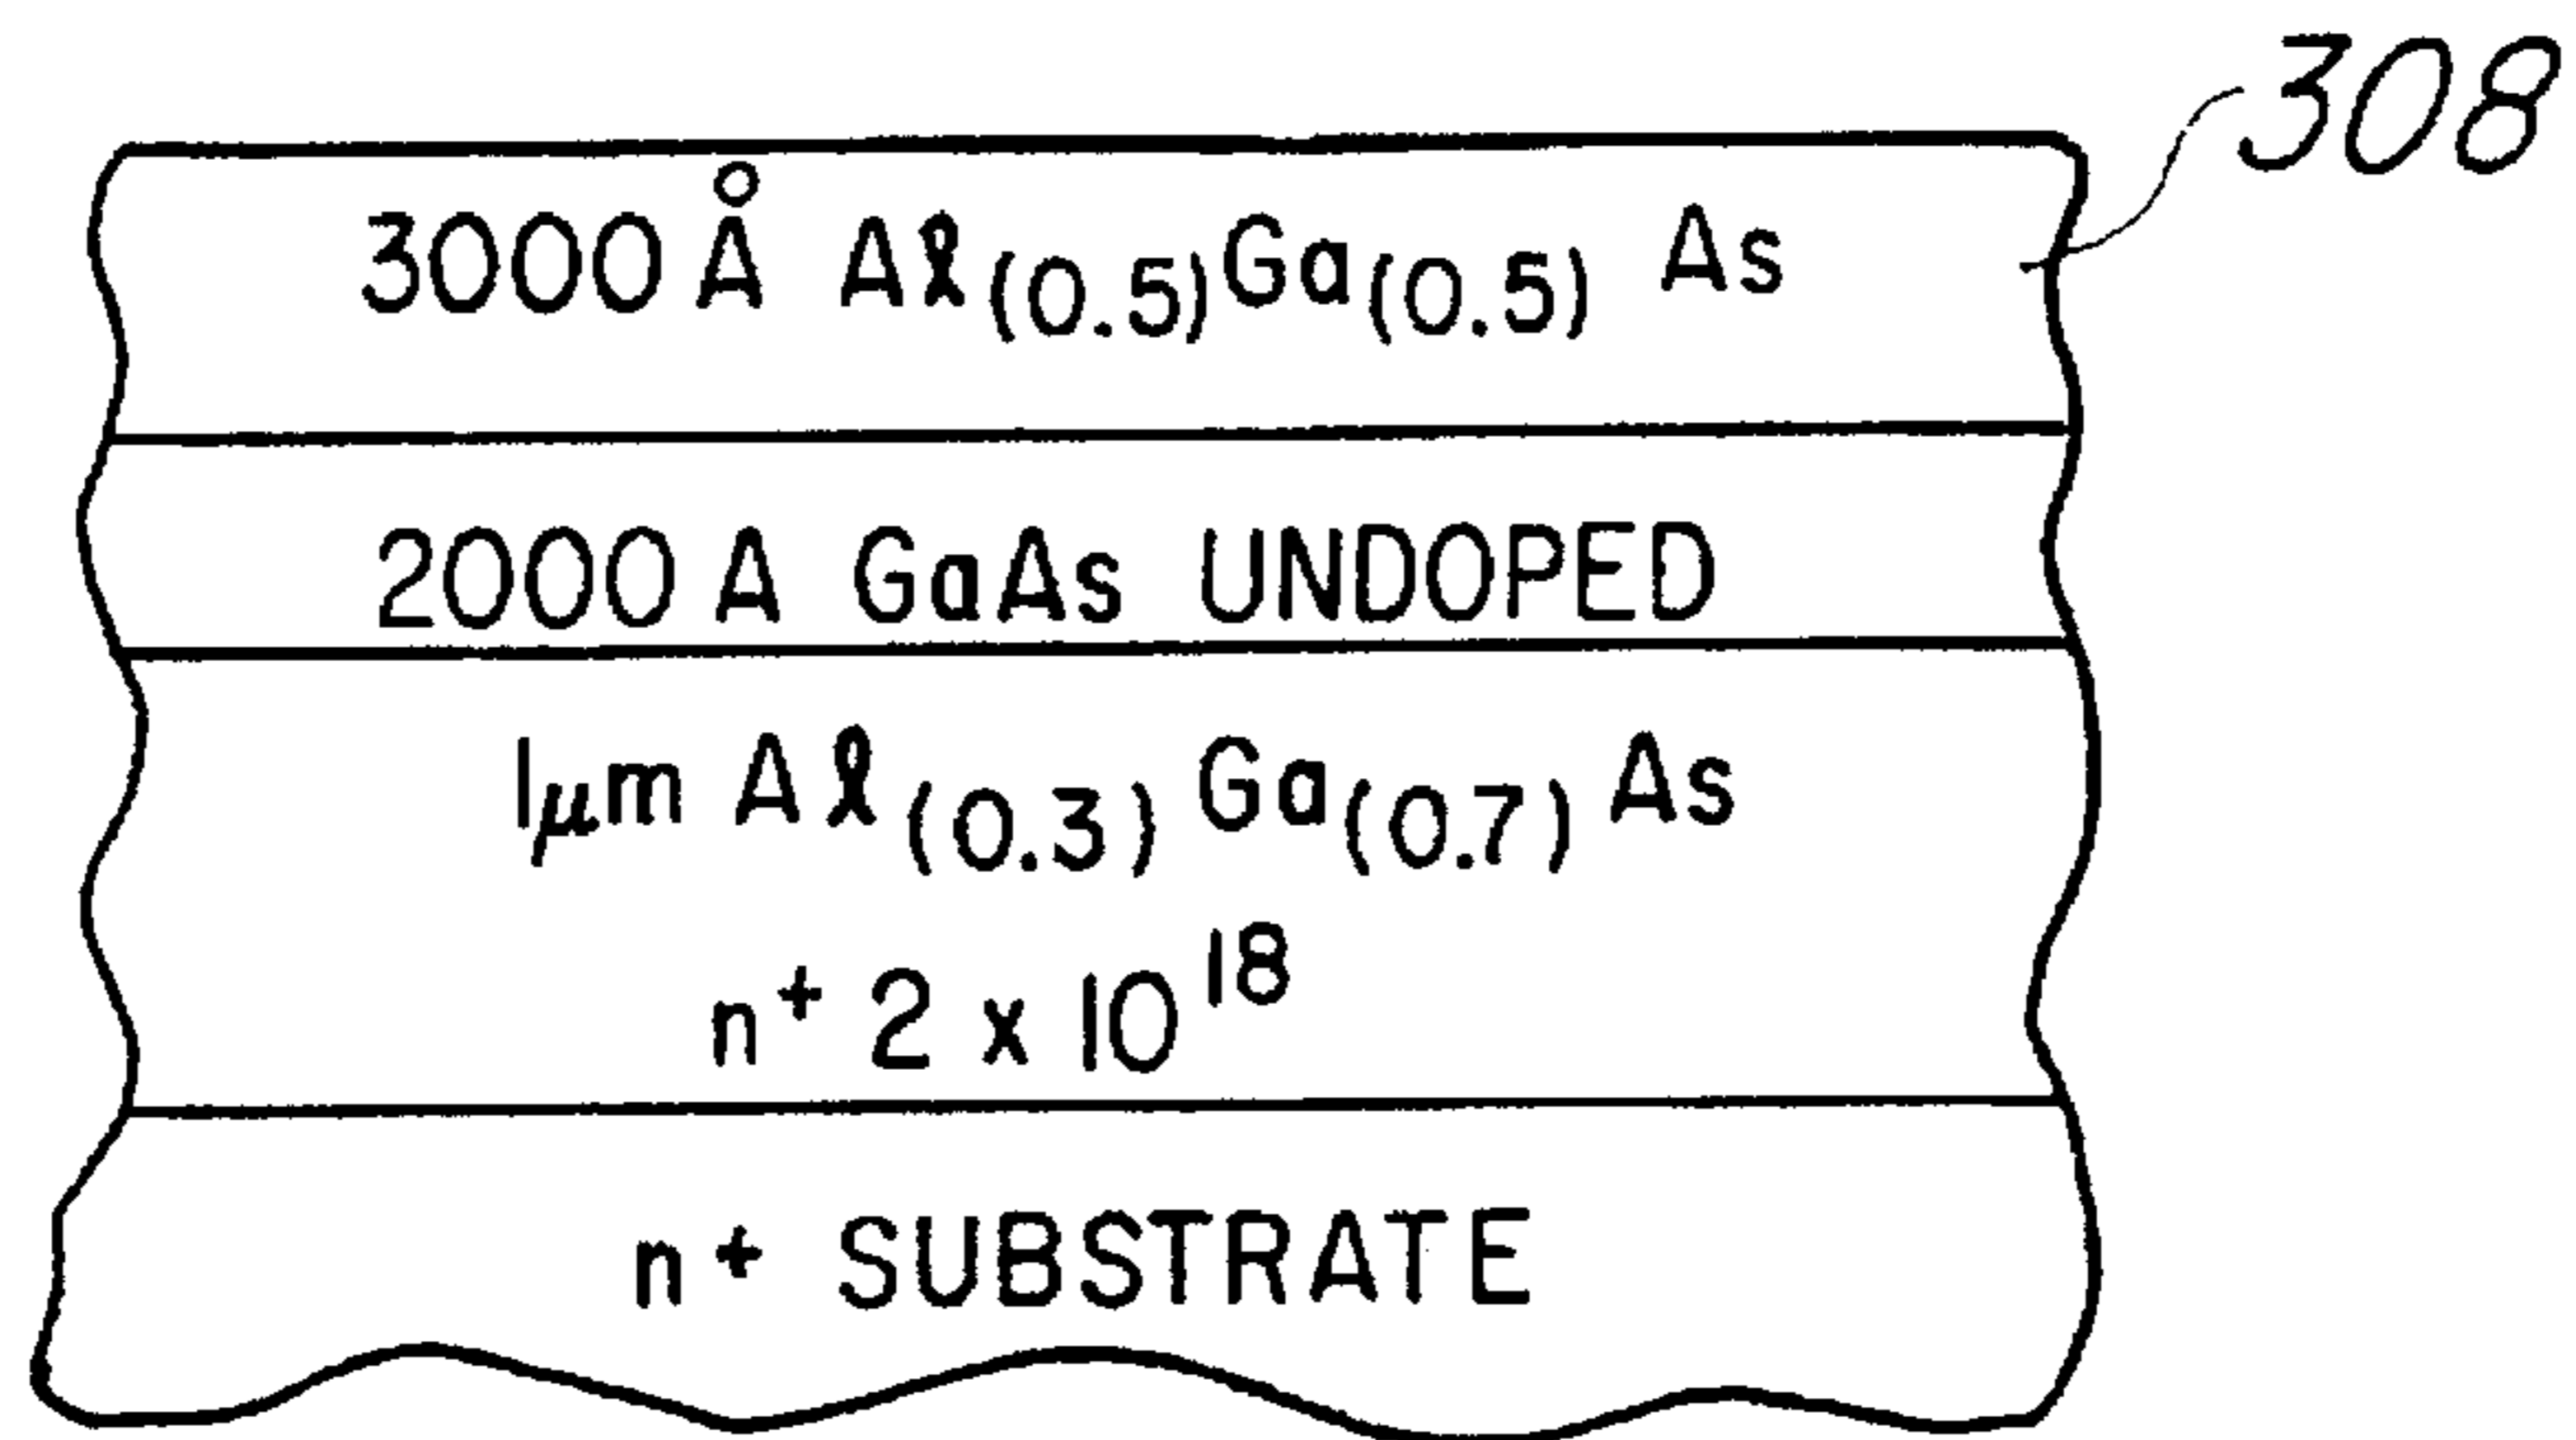 308
3000 Å Aℓ(0.5)Ga(0.5) As
2000 A GaAs UNDOPED
1μm Aℓ(0.3) Ga(0.7) As
n+ 2 x 10^18
n+ SUBSTRATE